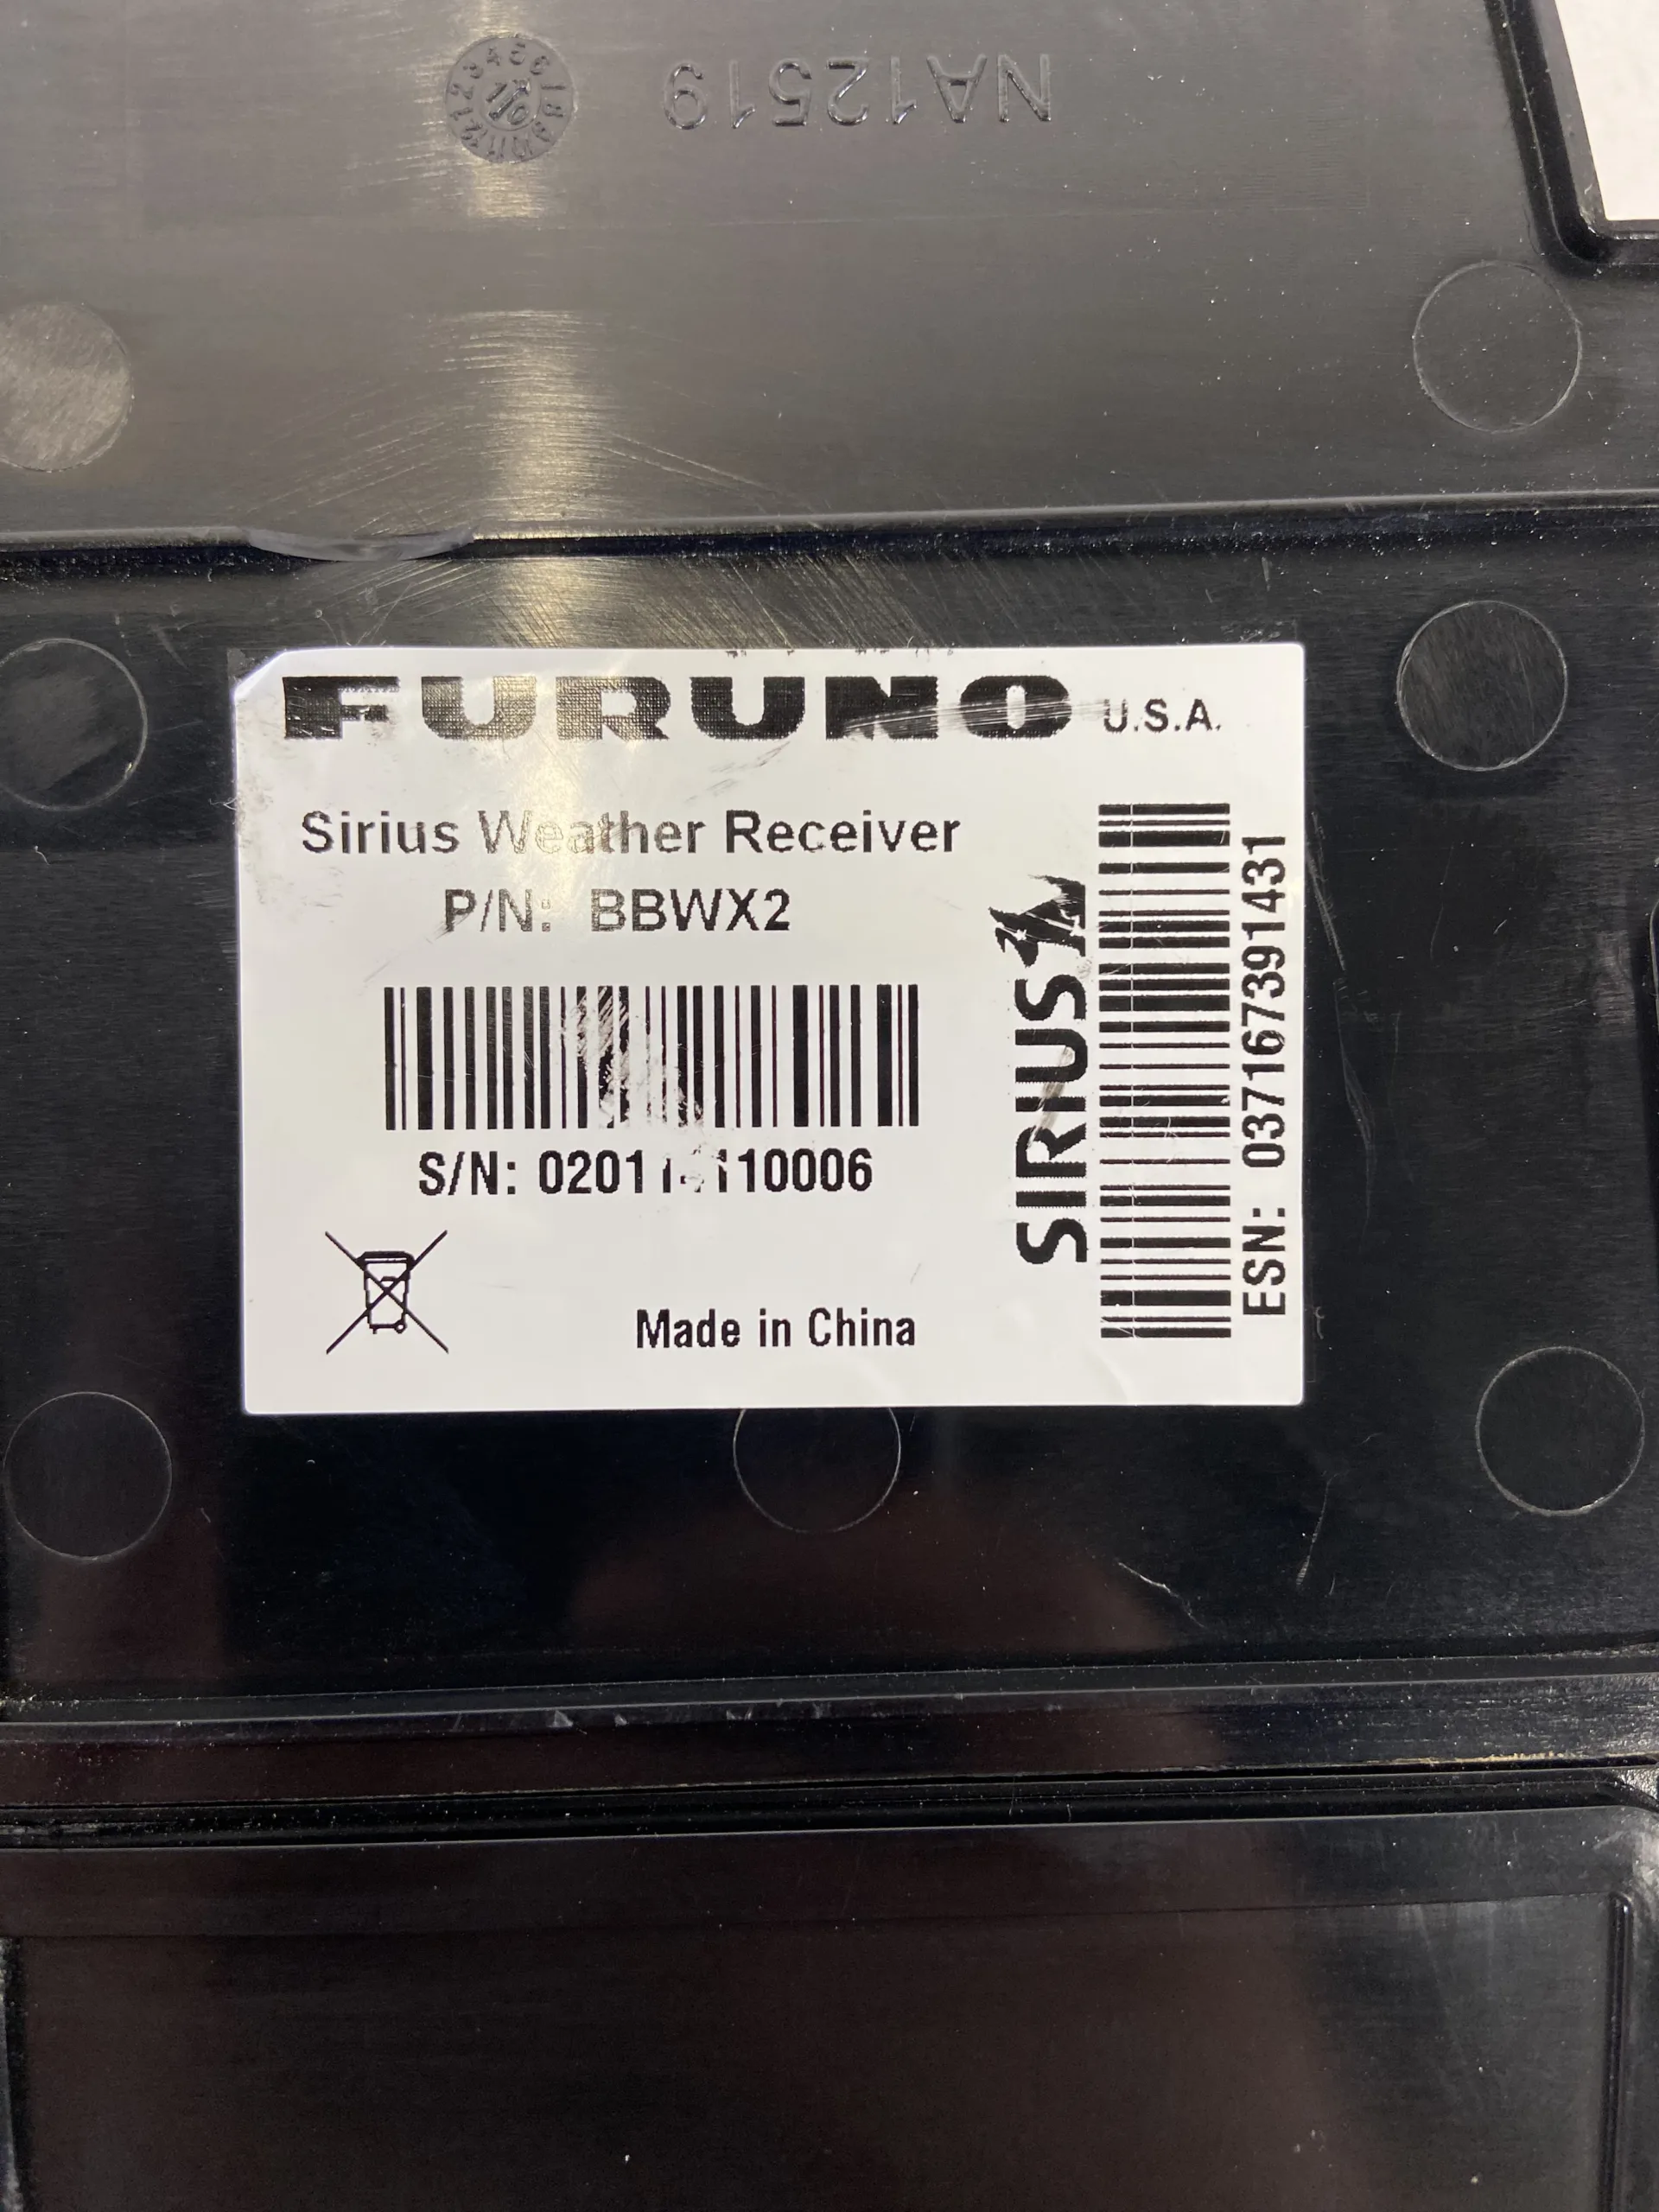 NA12519
FURUNO U.S.A.
Sirius Weather Receiver
P/N: BBWX2
S/N:
Made in China
SIRIUS
ESN: 037167391431